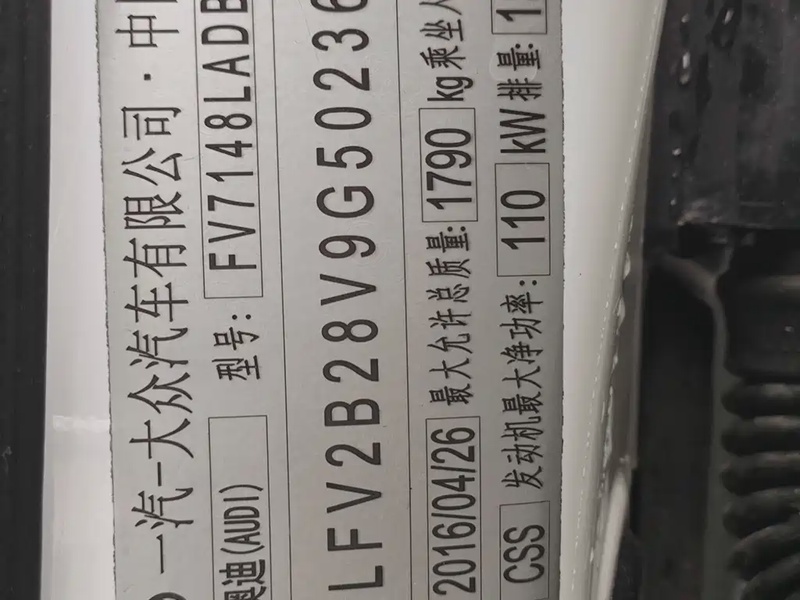 一汽-大众汽车有限公司·中
奥迪(AUDI) 型号: FV7148LADB
LFV2B28V9G50236
2016/04/26 最大允许总质量: 1790 kg 乘坐人
CSS 发动机最大净功率: 110 kW 排量: 1